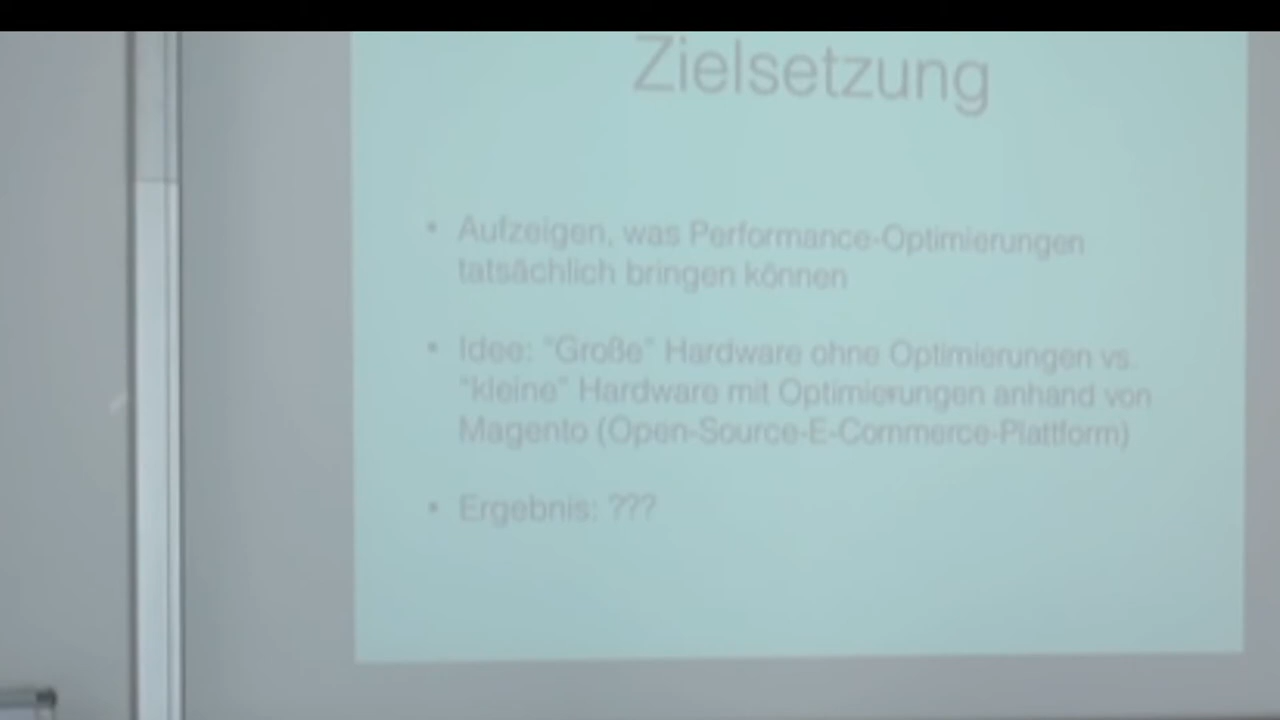 Zielsetzung
• Aufzeigen, was Performance-Optimierungen
tatsächlich bringen können
• Idee: "Große" Hardware ohne Optimierungen vs.
"kleine" Hardware mit Optimierungen anhand von
Magento (Open-Source-E-Commerce-Plattform)
• Ergebnis: ???